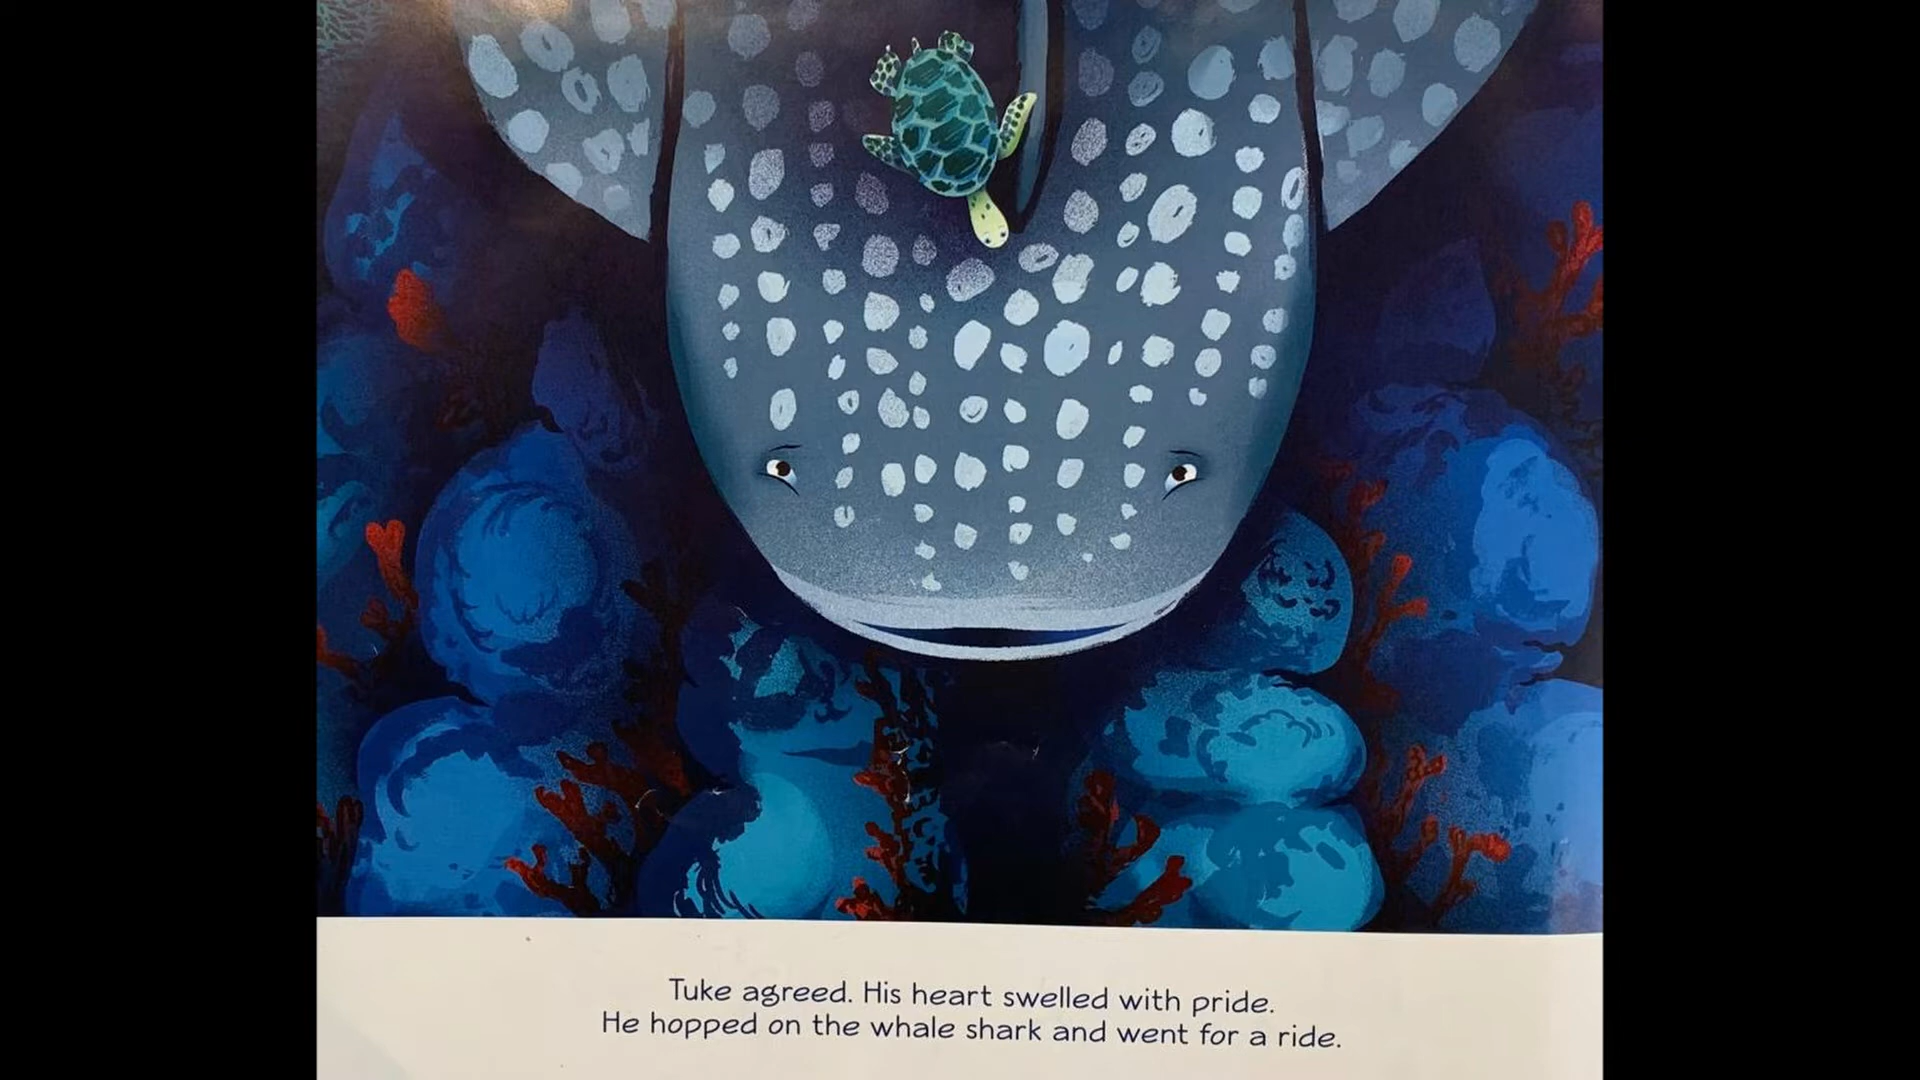 Tuke agreed. His heart swelled with pride.
He hopped on the whale shark and went for a ride.